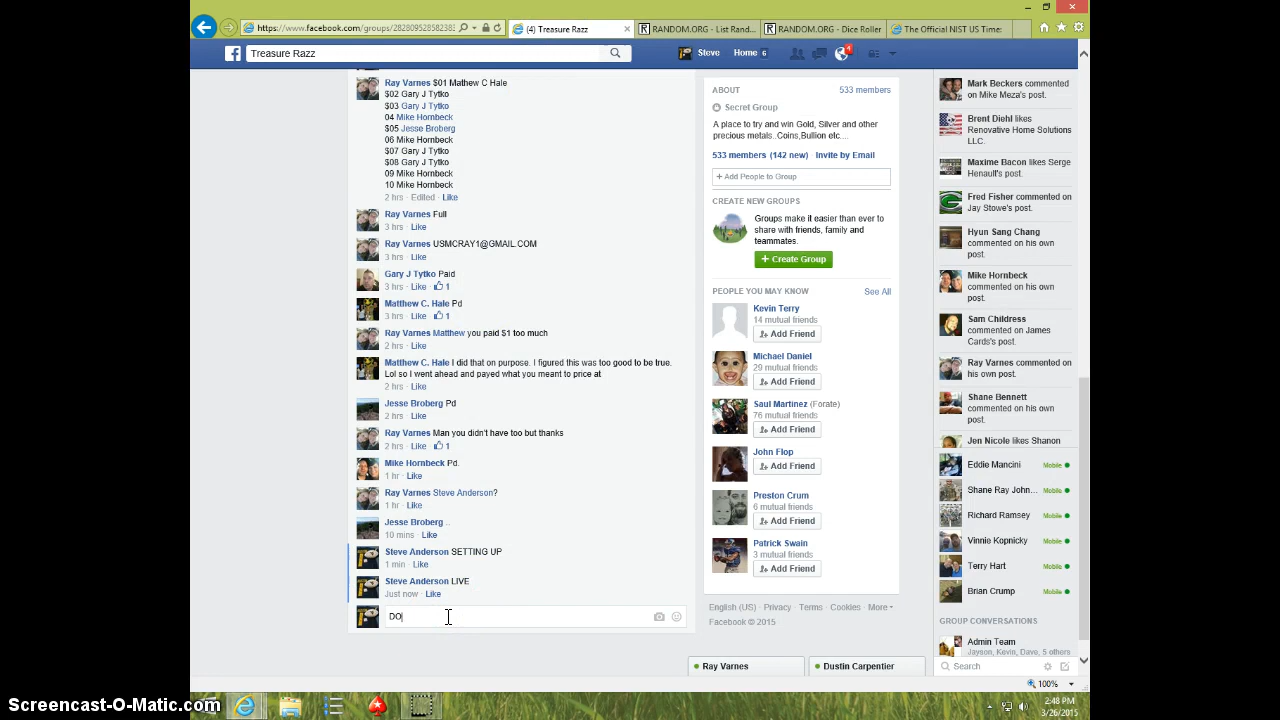 https://www.facebook.com/groups/2828095285823
(4) Treasure Razz
RANDOM.ORG - List Rand...
RANDOM.ORG - Dice Roller
The Official NIST US Time:
Treasure Razz
Steve
Home 6
4
Ray Varnes $01 Mathew C Hale
$02 Gary J Tytko
$03 Gary J Tytko
04 Mike Hornbeck
$05 Jesse Broberg
06 Mike Hornbeck
$07 Gary J Tytko
$08 Gary J Tytko
09 Mike Hornbeck
10 Mike Hornbeck
2 hrs · Edited · Like
Ray Varnes Full
3 hrs · Like
Ray Varnes USMCRAY1@GMAIL.COM
3 hrs · Like
Gary J Tytko Paid
3 hrs · Like · 1
Matthew C. Hale Pd
3 hrs · Like · 1
Ray Varnes Matthew you paid $1 too much
2 hrs · Like
Matthew C. Hale I did that on purpose. I figured this was too good to be true.
Lol so I went ahead and payed what you meant to price at
2 hrs · Like
Jesse Broberg Pd
2 hrs · Like
Ray Varnes Man you didn't have too but thanks
2 hrs · Like · 1
Mike Hornbeck Pd.
1 hr · Like
Ray Varnes Steve Anderson?
1 hr · Like
Jesse Broberg ..
10 mins · Like
Steve Anderson SETTING UP
1 min · Like
Steve Anderson LIVE
Just now · Like
DO
ABOUT
533 members
Secret Group
A place to try and win Gold, Silver and other
precious metals..Coins,Bullion etc....
533 members (142 new) Invite by Email
+ Add People to Group
CREATE NEW GROUPS
Groups make it easier than ever to
share with friends, family and
teammates.
+ Create Group
PEOPLE YOU MAY KNOW
See All
Kevin Terry
14 mutual friends
Add Friend
Michael Daniel
29 mutual friends
Add Friend
Saul Martinez (Forate)
76 mutual friends
Add Friend
John Flop
Add Friend
Preston Crum
6 mutual friends
Add Friend
Patrick Swain
3 mutual friends
Add Friend
English (US) · Privacy · Terms · Cookies · More
Facebook © 2015
Mark Beckers commented
on Mike Meza's post.
Brent Diehl likes
Renovative Home Solutions
LLC.
Maxime Bacon likes Serge
Henault's post.
Fred Fisher commented on
Jay Stowe's post.
Hyun Sang Chang
commented on his own
post.
Mike Hornbeck
commented on his own
post.
Sam Childress
commented on James
Cards's post.
Ray Varnes commented on
his own post.
Shane Bennett
commented on his own
post.
Jen Nicole likes Shanon
Eddie Mancini Mobile
Shane Ray John... Mobile
Richard Ramsey
Vinnie Kopnicky Mobile
Terry Hart Mobile
Brian Crump Mobile
GROUP CONVERSATIONS
Admin Team
Jayson, Kevin, Dave, 5 others
Search
Ray Varnes
Dustin Carpentier
100%
2:48 PM
3/26/2015
Screencast-O-Matic.com